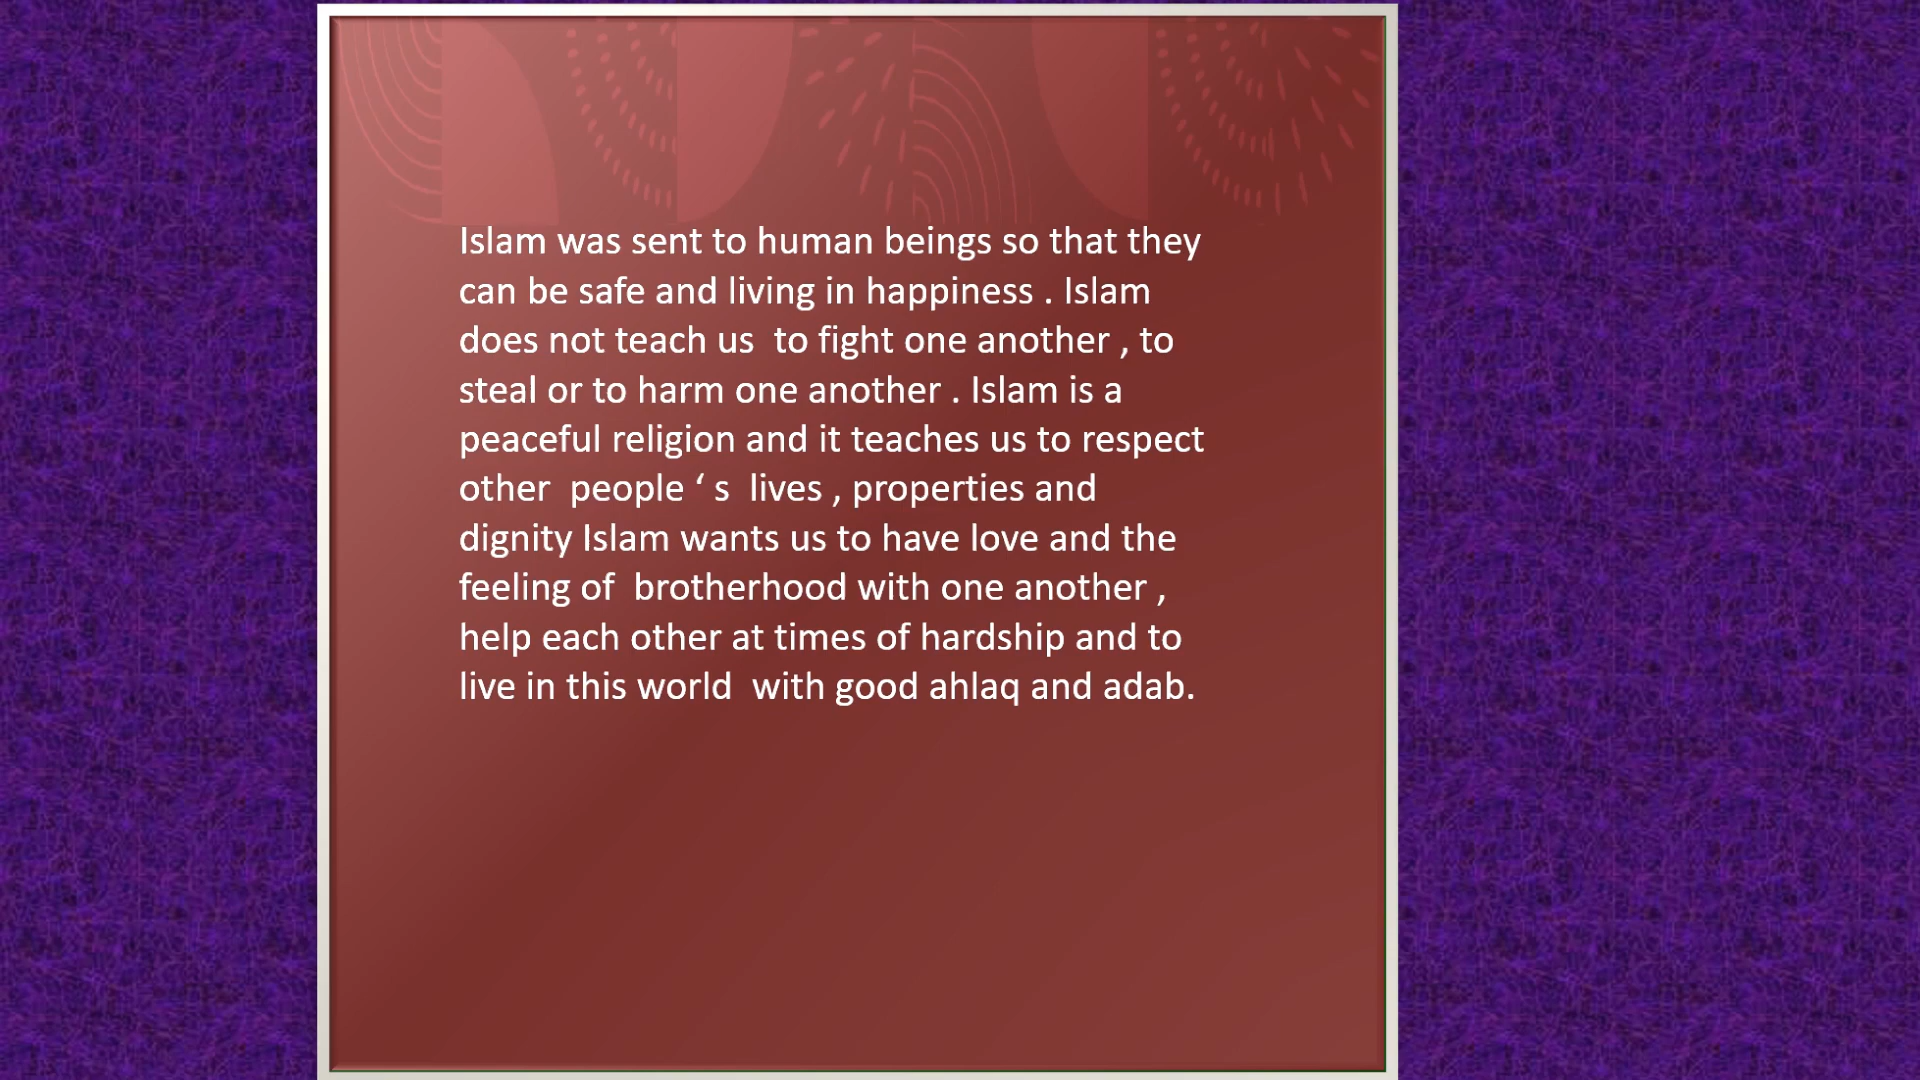 Islam was sent to human beings so that they
can be safe and living in happiness . Islam
does not teach us  to fight one another , to
steal or to harm one another . Islam is a
peaceful religion and it teaches us to respect
other  people ‘ s  lives , properties and
dignity Islam wants us to have love and the
feeling of  brotherhood with one another ,
help each other at times of hardship and to
live in this world  with good ahlaq and adab.